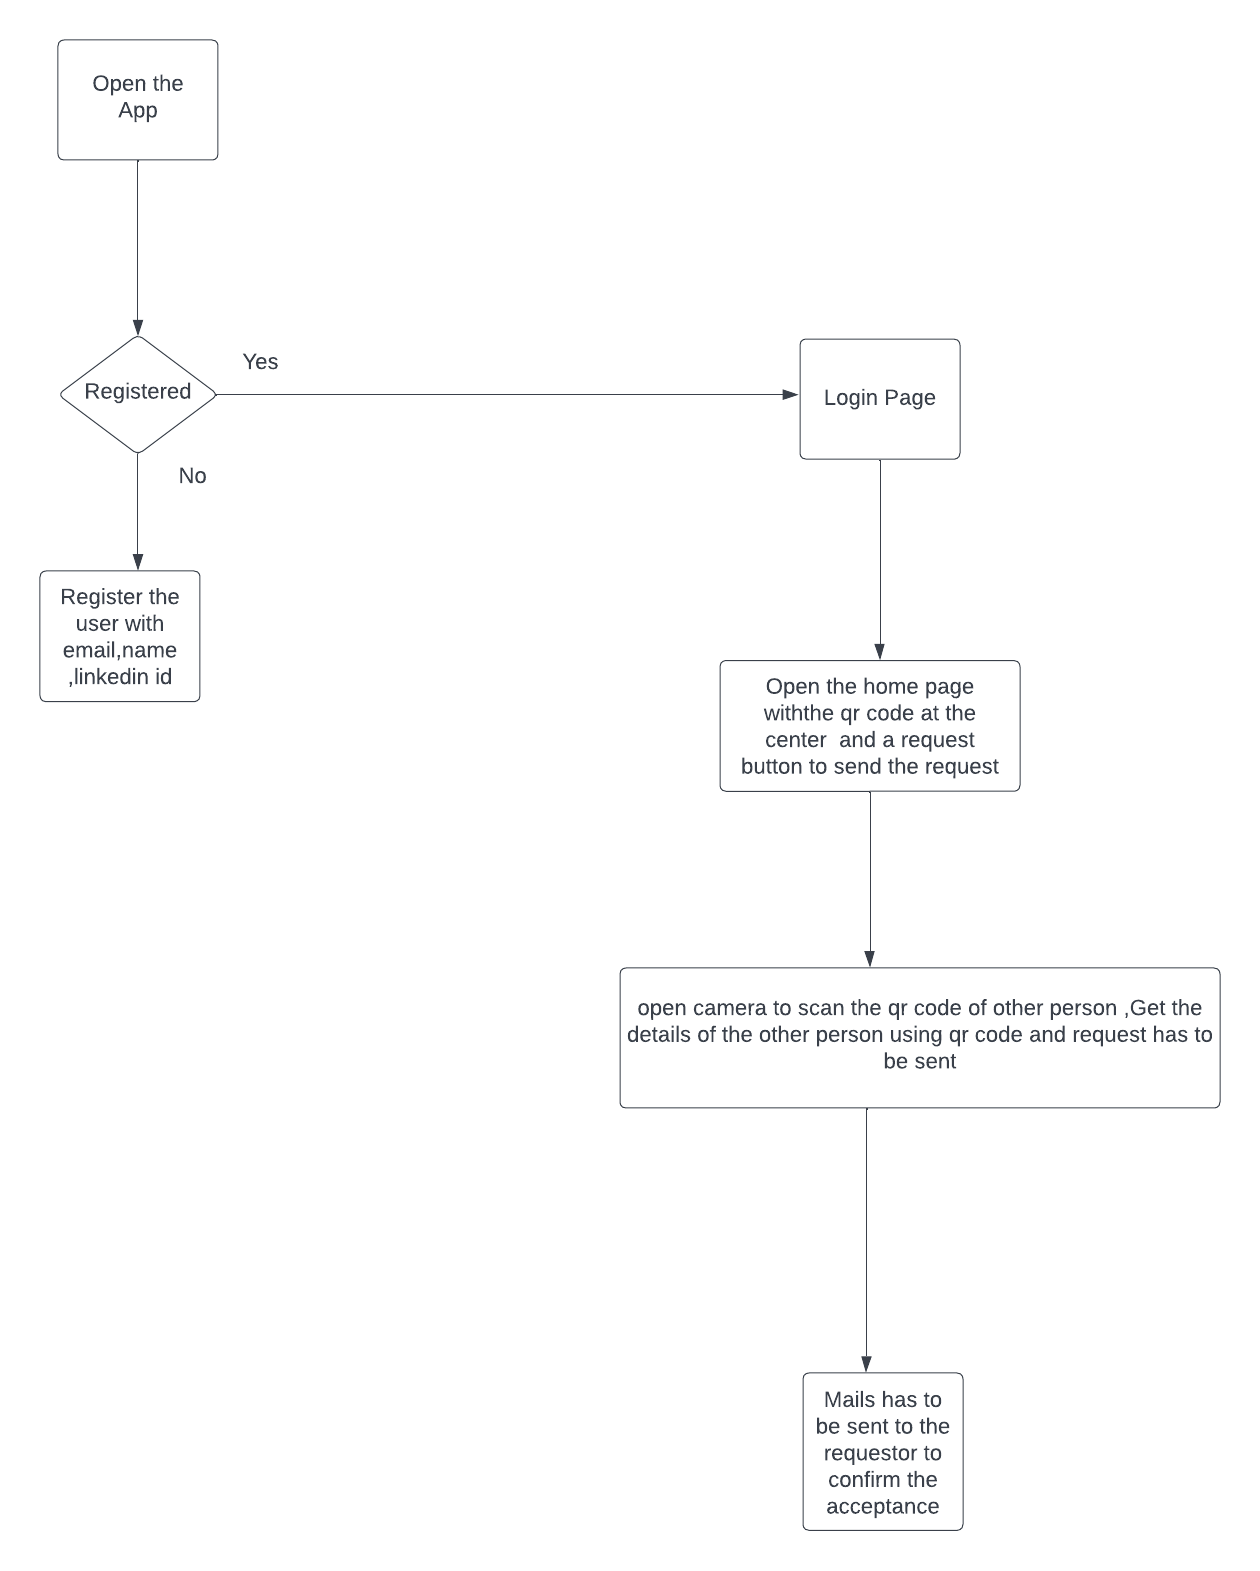 Open the
App
Yes
Registered
Login Page
No
Register the
user with
email,name
,linkedin id
Open the home page
withthe qr code at the
center  and a request
button to send the request
open camera to scan the qr code of other person ,Get the
details of the other person using qr code and request has to
be sent
Mails has to
be sent to the
requestor to
confirm the
acceptance